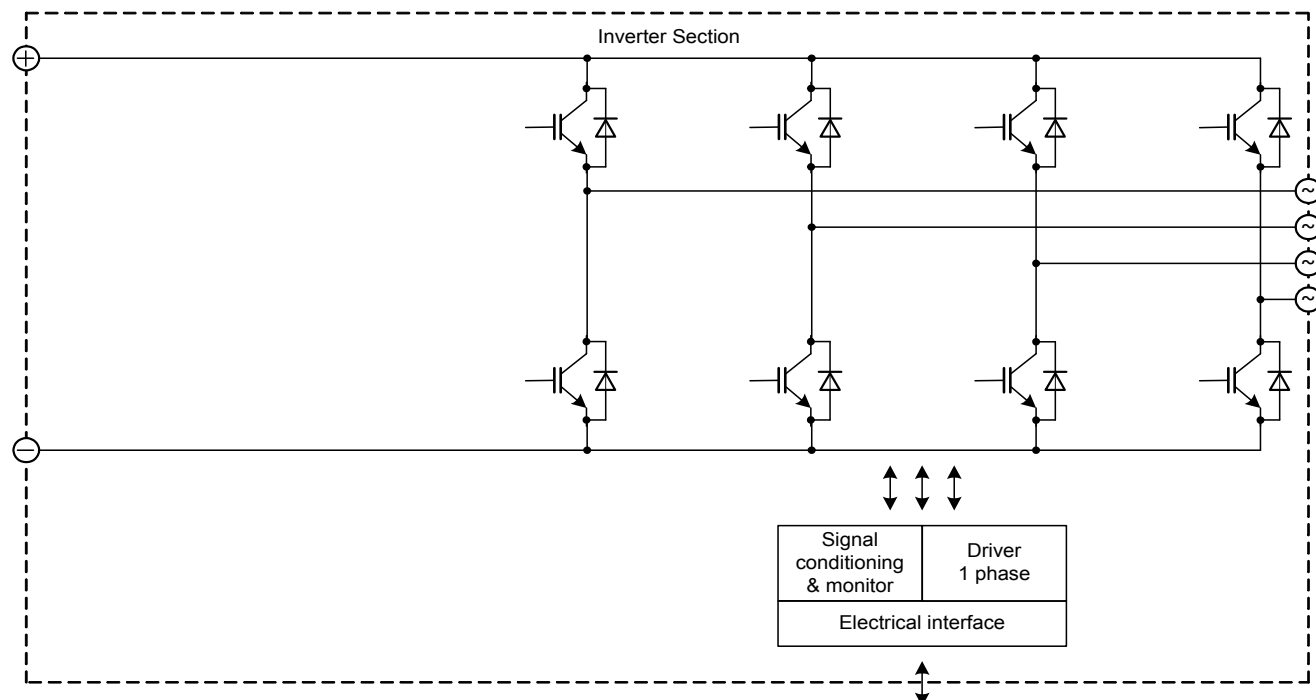 Inverter Section
+
~
~
~
~
−
Signal
conditioning
& monitor
Driver
1 phase
Electrical interface